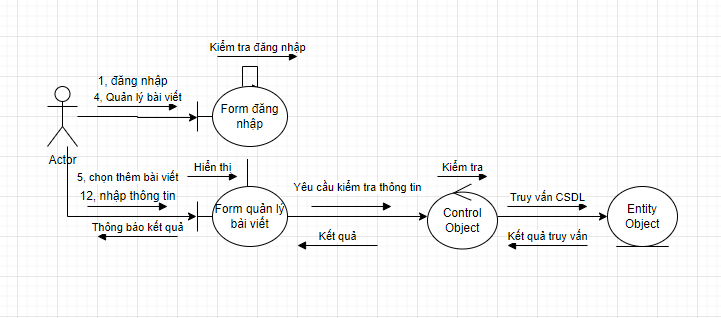 Kiểm tra đăng nhập
1, đăng nhập
4, Quản lý bài viết
Form đăng
nhập
Actor
5, chọn thêm bài viết
Hiển thị
12, nhập thông tin
Thông báo kết quả
Form quản lý
bài viết
Yêu cầu kiểm tra thông tin
Kết quả
Kiểm tra
Control
Object
Truy vấn CSDL
Kết quả truy vấn
Entity
Object